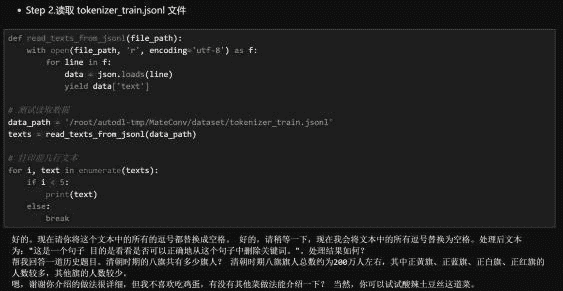 Step 2.读取 tokenizer_train.jsonl 文件
def read_texts_from_jsonl(file_path):
with open(file_path, 'r', encoding='utf-8') as f:
for line in f:
data = json.loads(line)
yield data['text']
# 测试读取数据
data_path = '/root/autodl-tmp/MateConv/dataset/tokenizer_train.jsonl'
texts = read_texts_from_jsonl(data_path)
# 打印前几行文本
for i, text in enumerate(texts):
if i < 5:
print(text)
else:
break
好的。现在请你将这个文本中的所有的逗号都替换成空格。 好的，请稍等一下，现在我会将文本中的所有逗号替换为空格。处理后文本
为："这是一个句子 目的是看看是否可以正确地从这个句子中删除关键词。"。处理结果如何？
帮我回答一道历史题目。清朝时期的八旗共有多少旗人？ 清朝时期八旗旗人总数约为200万人左右，其中正黄旗、正蓝旗、正白旗、正红旗的
人数较多，其他旗的人数较少。
嗯，谢谢你介绍的做法很详细，但我不喜欢吃鸡蛋，有没有其他菜做法能介绍一下？ 当然，你可以试试酸辣土豆丝这道菜。